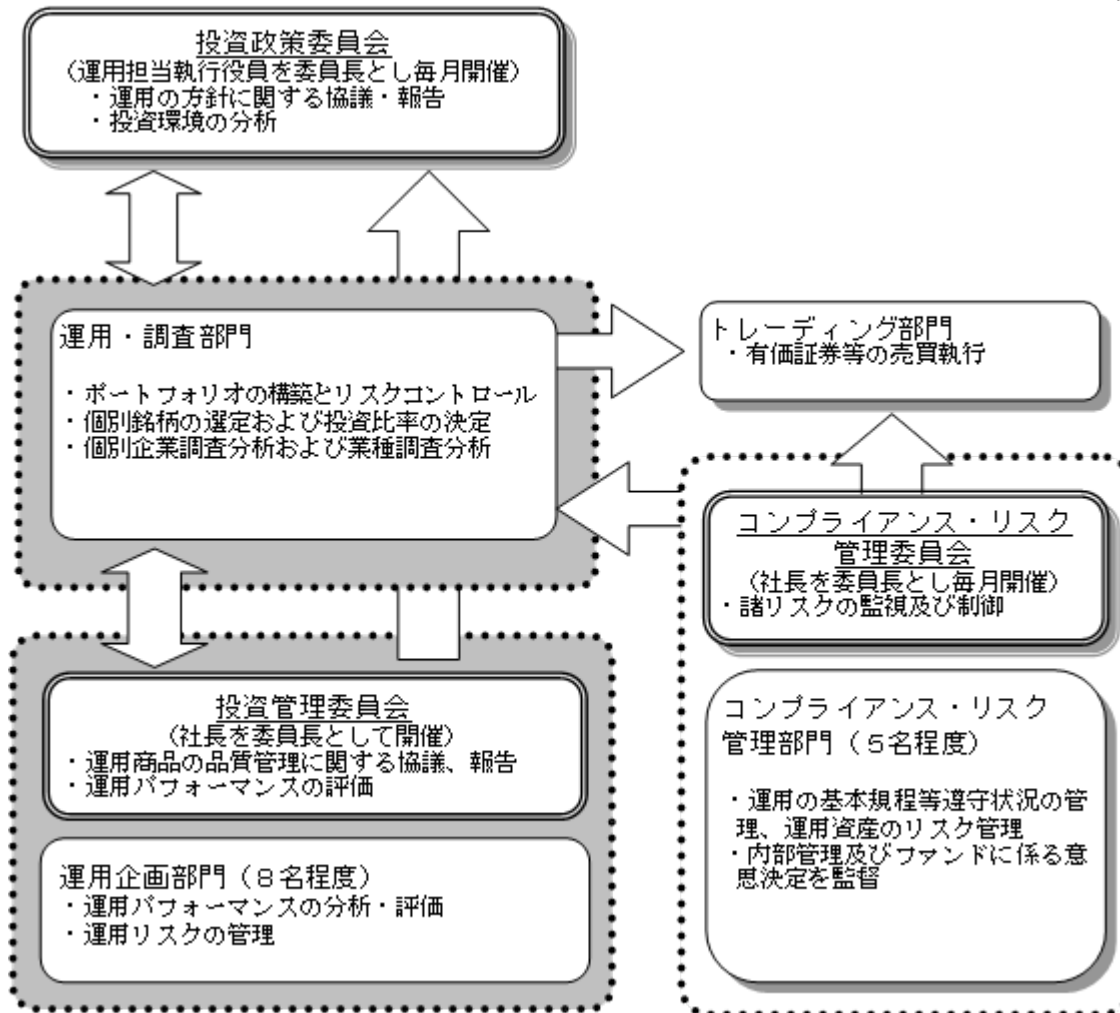 投資政策委員会
(運用担当執行役員を委員長とし毎月開催)
・運用の方針に関する協議・報告
・投資環境の分析
運用・調査部門
・ポートフォリオの構築とリスクコントロール
・個別銘柄の選定および投資比率の決定
・個別企業調査分析および業種調査分析
トレーディング部門
・有価証券等の売買執行
コンプライアンス・リスク
管理委員会
(社長を委員長とし毎月開催)
・諸リスクの監視及び制御
投資管理委員会
(社長を委員長として開催)
・運用商品の品質管理に関する協議、報告
・運用パフォーマンスの評価
運用企画部門(8名程度)
・運用パフォーマンスの分析・評価
・運用リスクの管理
コンプライアンス・リスク
管理部門(5名程度)
・運用の基本規程等遵守状況の管
理、運用資産のリスク管理
・内部管理及びファンドに係る意
思決定を監督